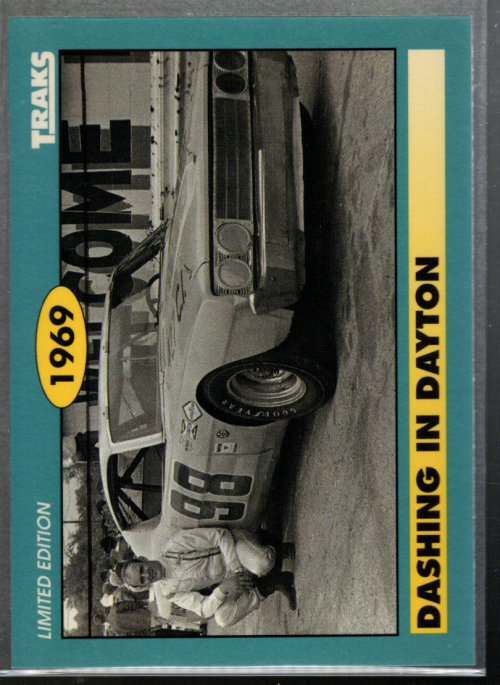 LIMITED EDITION
1969
TRAKS
WELCOME
98
GOODYEAR
DASHING IN DAYTON